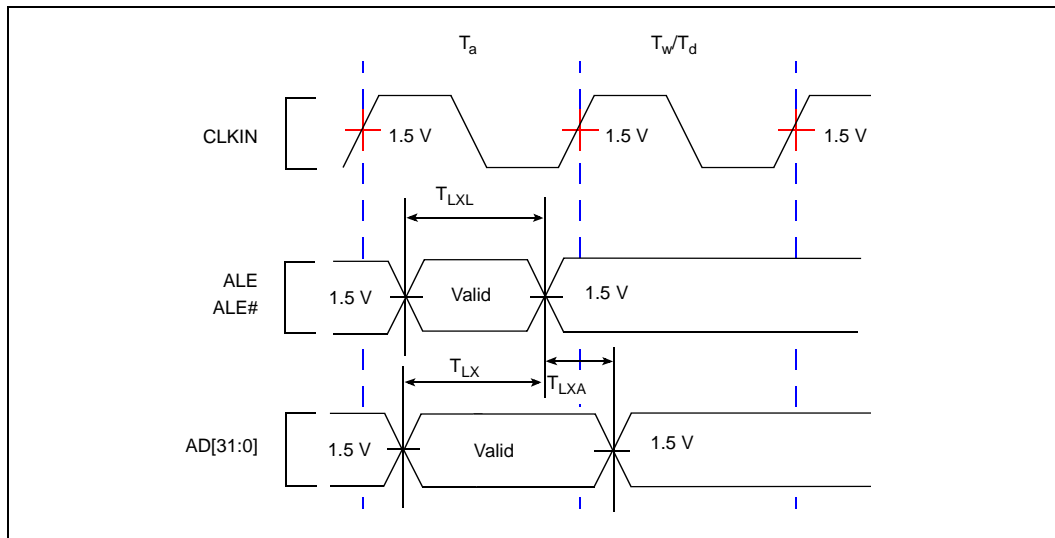 Ta Tw/Td
CLKIN 1.5 V 1.5 V 1.5 V
TLXL
ALE
ALE# 1.5 V Valid 1.5 V
TLX TLXA
AD[31:0] 1.5 V Valid 1.5 V